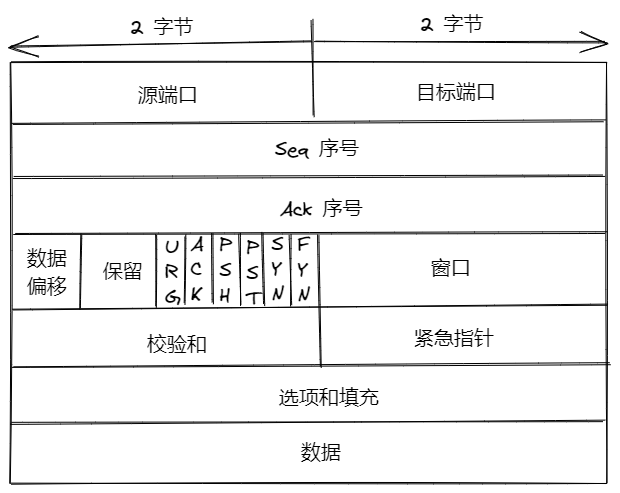 2 字节
2 字节
源端口
目标端口
Seq 序号
Ack 序号
数据
偏移
保留
URG
ACK
PSH
PST
SYN
FYN
窗口
校验和
紧急指针
选项和填充
数据